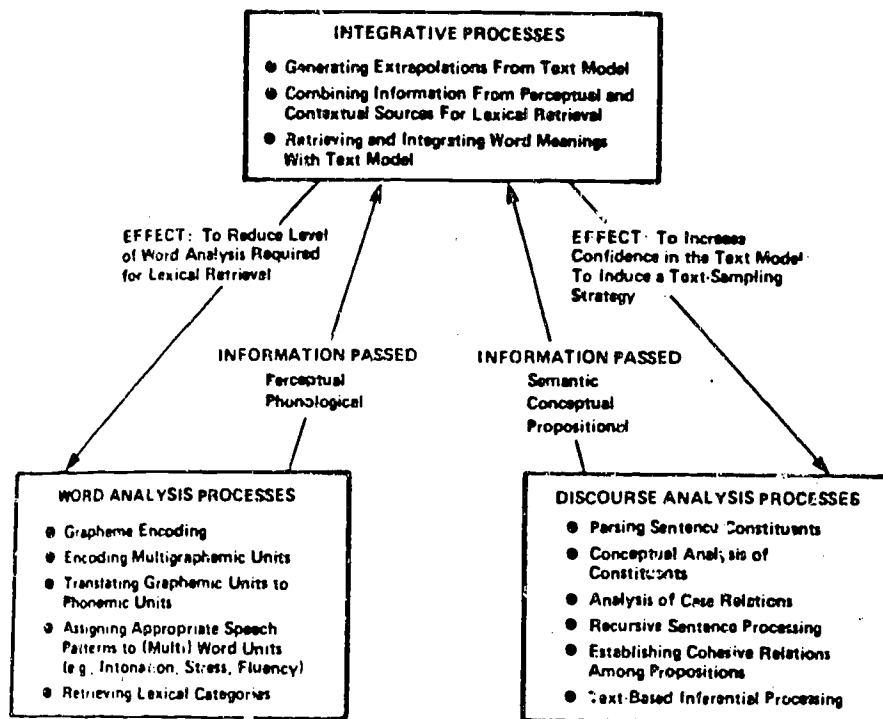 INTEGRATIVE PROCESSES
● Generating Extrapolations From Text Model
● Combining Information From Perceptual and
Contextual Sources For Lexical Retrieval
● Retrieving and Integrating Word Meanings
With Text Model
EFFECT: To Reduce Level
of Word Analysis Required
for Lexical Retrieval
EFFECT: To Increase
Confidence in the Text Model
To Induce a Text-Sampling
Strategy
INFORMATION PASSED
Perceptual
Phonological
INFORMATION PASSED
Semantic
Conceptual
Propositional
WORD ANALYSIS PROCESSES
● Grapheme Encoding
● Encoding Multigraphemic Units
● Translating Graphemic Units to
Phonemic Units
● Assigning Appropriate Speech
Patterns to (Multi) Word Units
(e.g., Intonation, Stress, Fluency)
● Retrieving Lexical Categories
DISCOURSE ANALYSIS PROCESSES
● Parsing Sentence Constituents
● Conceptual Analysis of
Constituents
● Analysis of Case Relations
● Recursive Sentence Processing
● Establishing Cohesive Relations
Among Propositions
● Text-Based Inferential Processing